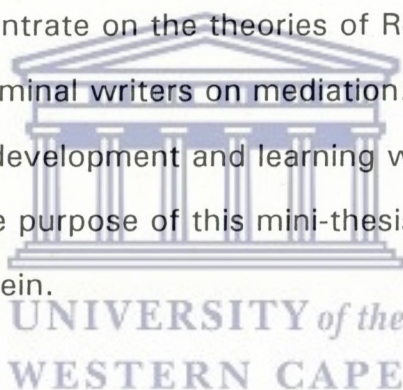 ntrate on the theories of R
minal writers on mediation.
development and learning w
e purpose of this mini-thesis
ein.
UNIVERSITY of the
WESTERN CAPE